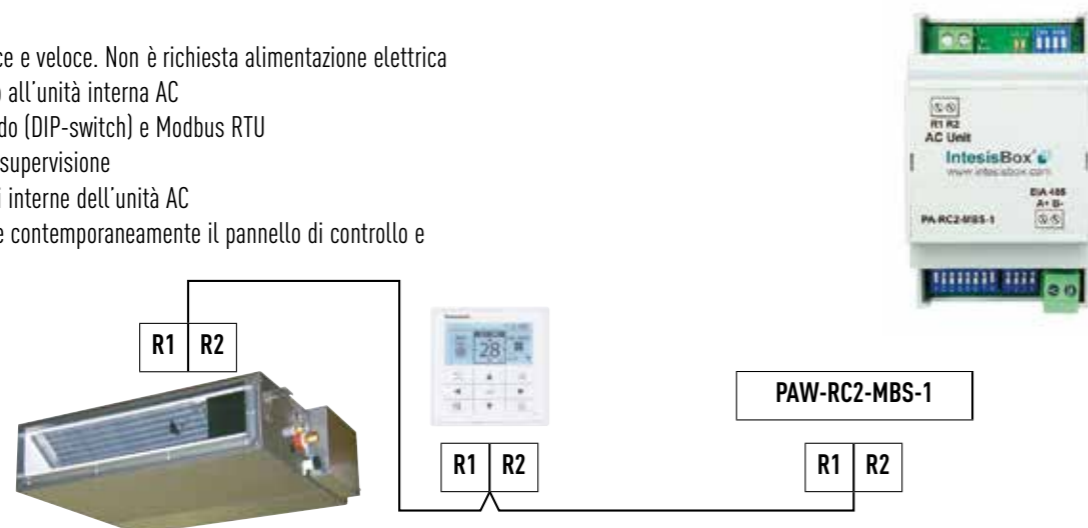 ce e veloce. Non è richiesta alimentazione elettrica
o all'unità interna AC
do (DIP-switch) e Modbus RTU
supervisione
i interne dell'unità AC
e contemporaneamente il pannello di controllo e
R1 R2
AC Unit
IntesisBox
www.intesisbox.com
EIA 485
A+ B-
PA-RC2-MBS-1
R1 R2
28
PAW-RC2-MBS-1
R1 R2
R1 R2